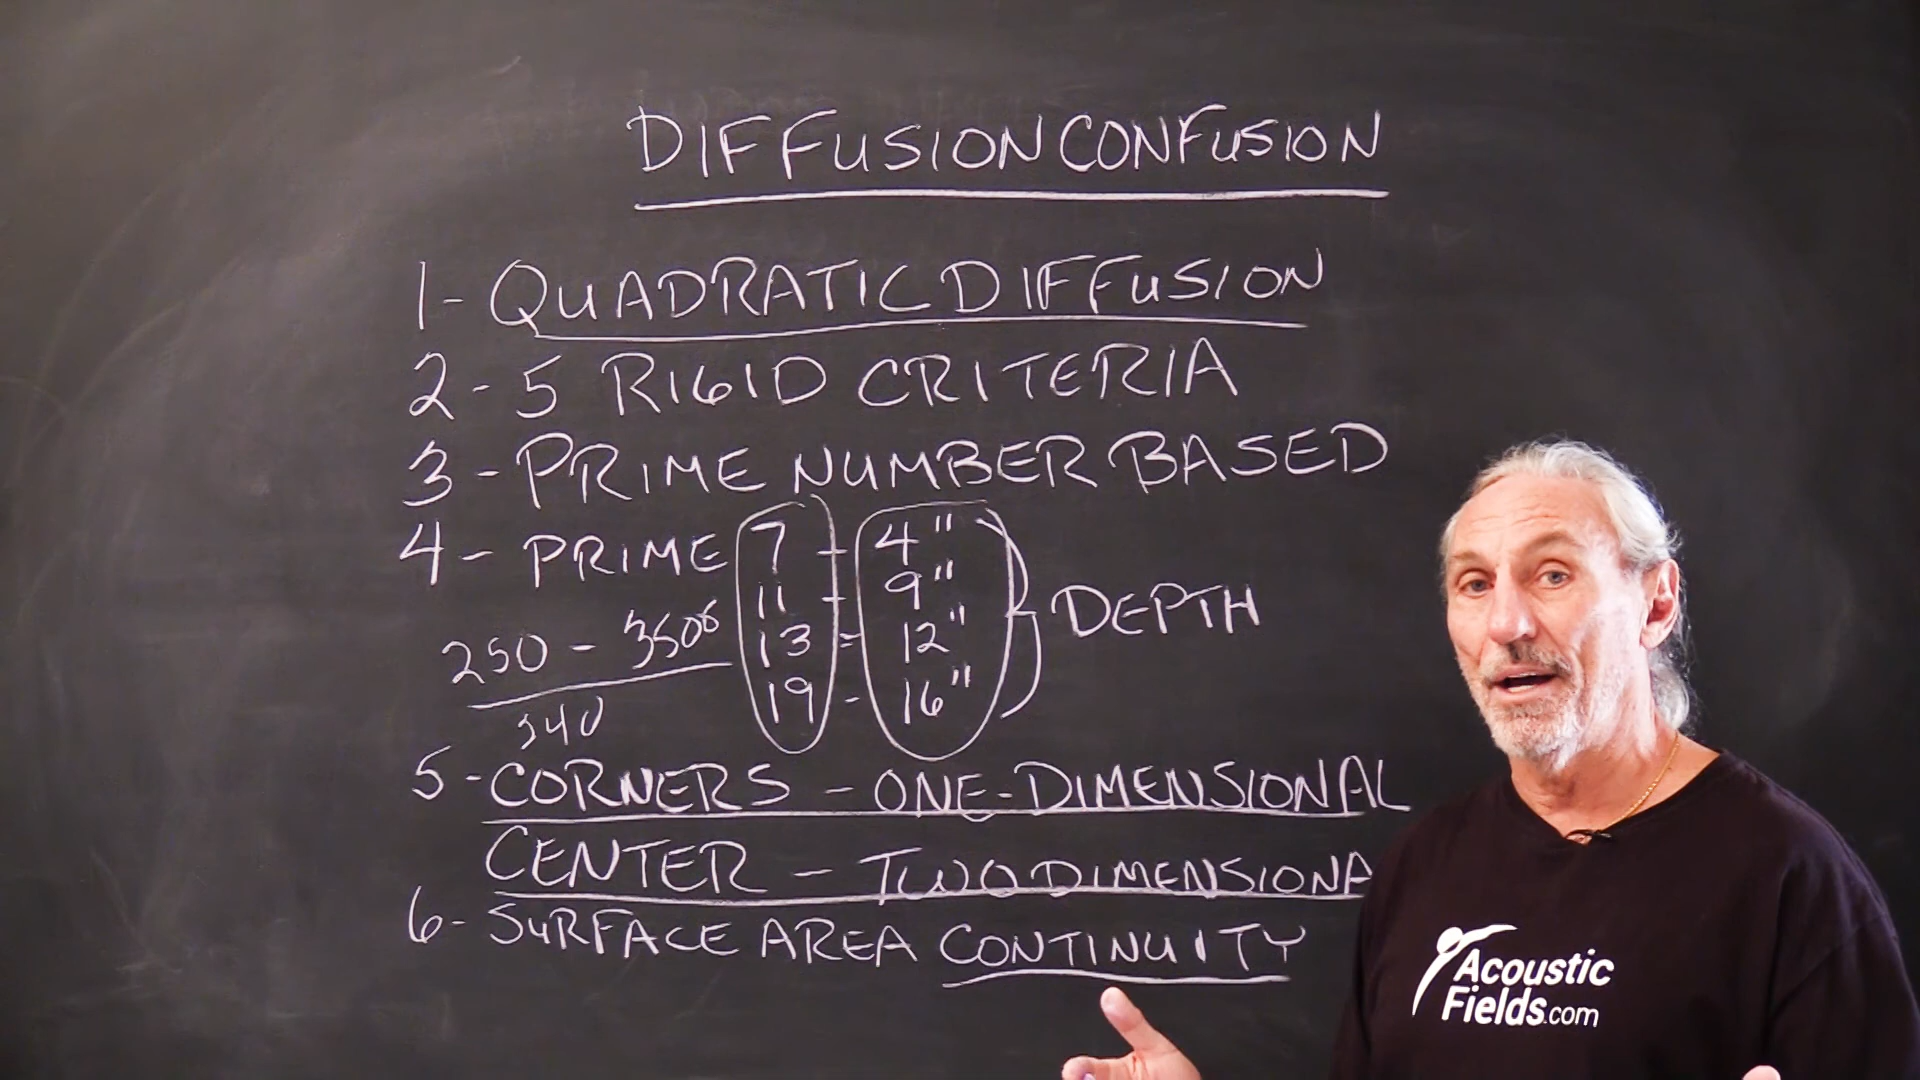 DIFFUSION CONFUSION
1- QUADRATIC DIFFUSION
2-5 RIGID CRITERIA
3- PRIME NUMBER BASED
4- PRIME 7 - 4"
11 - 9"
13 = 12"
19 - 16"
DEPTH
250 - 3500
340
5- CORNERS - ONE-DIMENSIONAL
CENTER - TWO DIMENSIONA
6- SURFACE AREA CONTINUITY
Acoustic
Fields.com